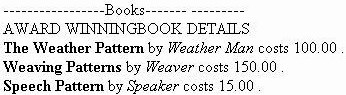 -----------------Books------- ---------
AWARD WINNINGBOOK DETAILS
The Weather Pattern by Weather Man costs 100.00 .
Weaving Patterns by Weaver costs 150.00 .
Speech Pattern by Speaker costs 15.00 .